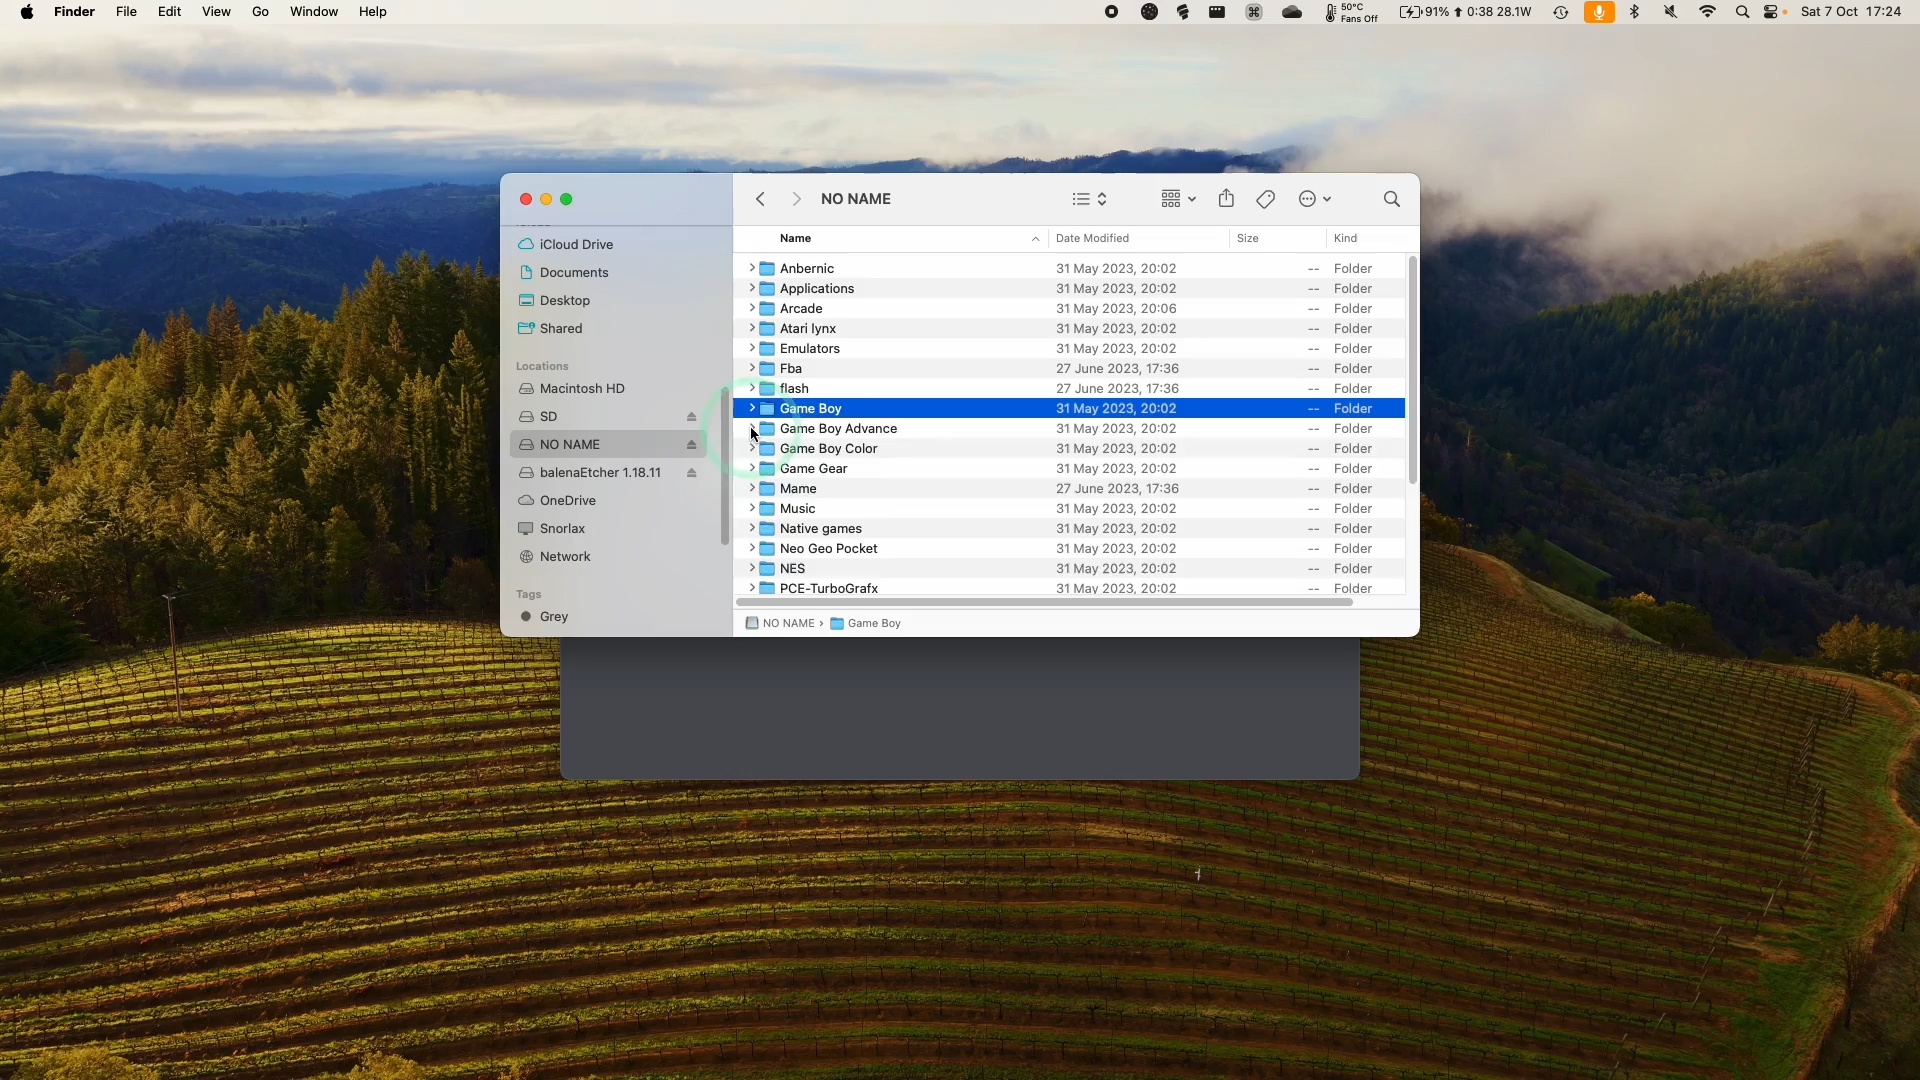 Finder File Edit View Go Window Help
50°C
Fans Off
91% 0:38 28.1W
Sat 7 Oct 17:24
NO NAME
Name Date Modified Size Kind
iCloud Drive
Documents
Desktop
Shared
Locations
Macintosh HD
SD
NO NAME
balenaEtcher 1.18.11
OneDrive
Snorlax
Network
Tags
Grey
Anbernic 31 May 2023, 20:02 -- Folder
Applications 31 May 2023, 20:02 -- Folder
Arcade 31 May 2023, 20:06 -- Folder
Atari lynx 31 May 2023, 20:02 -- Folder
Emulators 31 May 2023, 20:02 -- Folder
Fba 27 June 2023, 17:36 -- Folder
flash 27 June 2023, 17:36 -- Folder
Game Boy 31 May 2023, 20:02 -- Folder
Game Boy Advance 31 May 2023, 20:02 -- Folder
Game Boy Color 31 May 2023, 20:02 -- Folder
Game Gear 31 May 2023, 20:02 -- Folder
Mame 27 June 2023, 17:36 -- Folder
Music 31 May 2023, 20:02 -- Folder
Native games 31 May 2023, 20:02 -- Folder
Neo Geo Pocket 31 May 2023, 20:02 -- Folder
NES 31 May 2023, 20:02 -- Folder
PCE-TurboGrafx 31 May 2023, 20:02 -- Folder
NO NAME › Game Boy